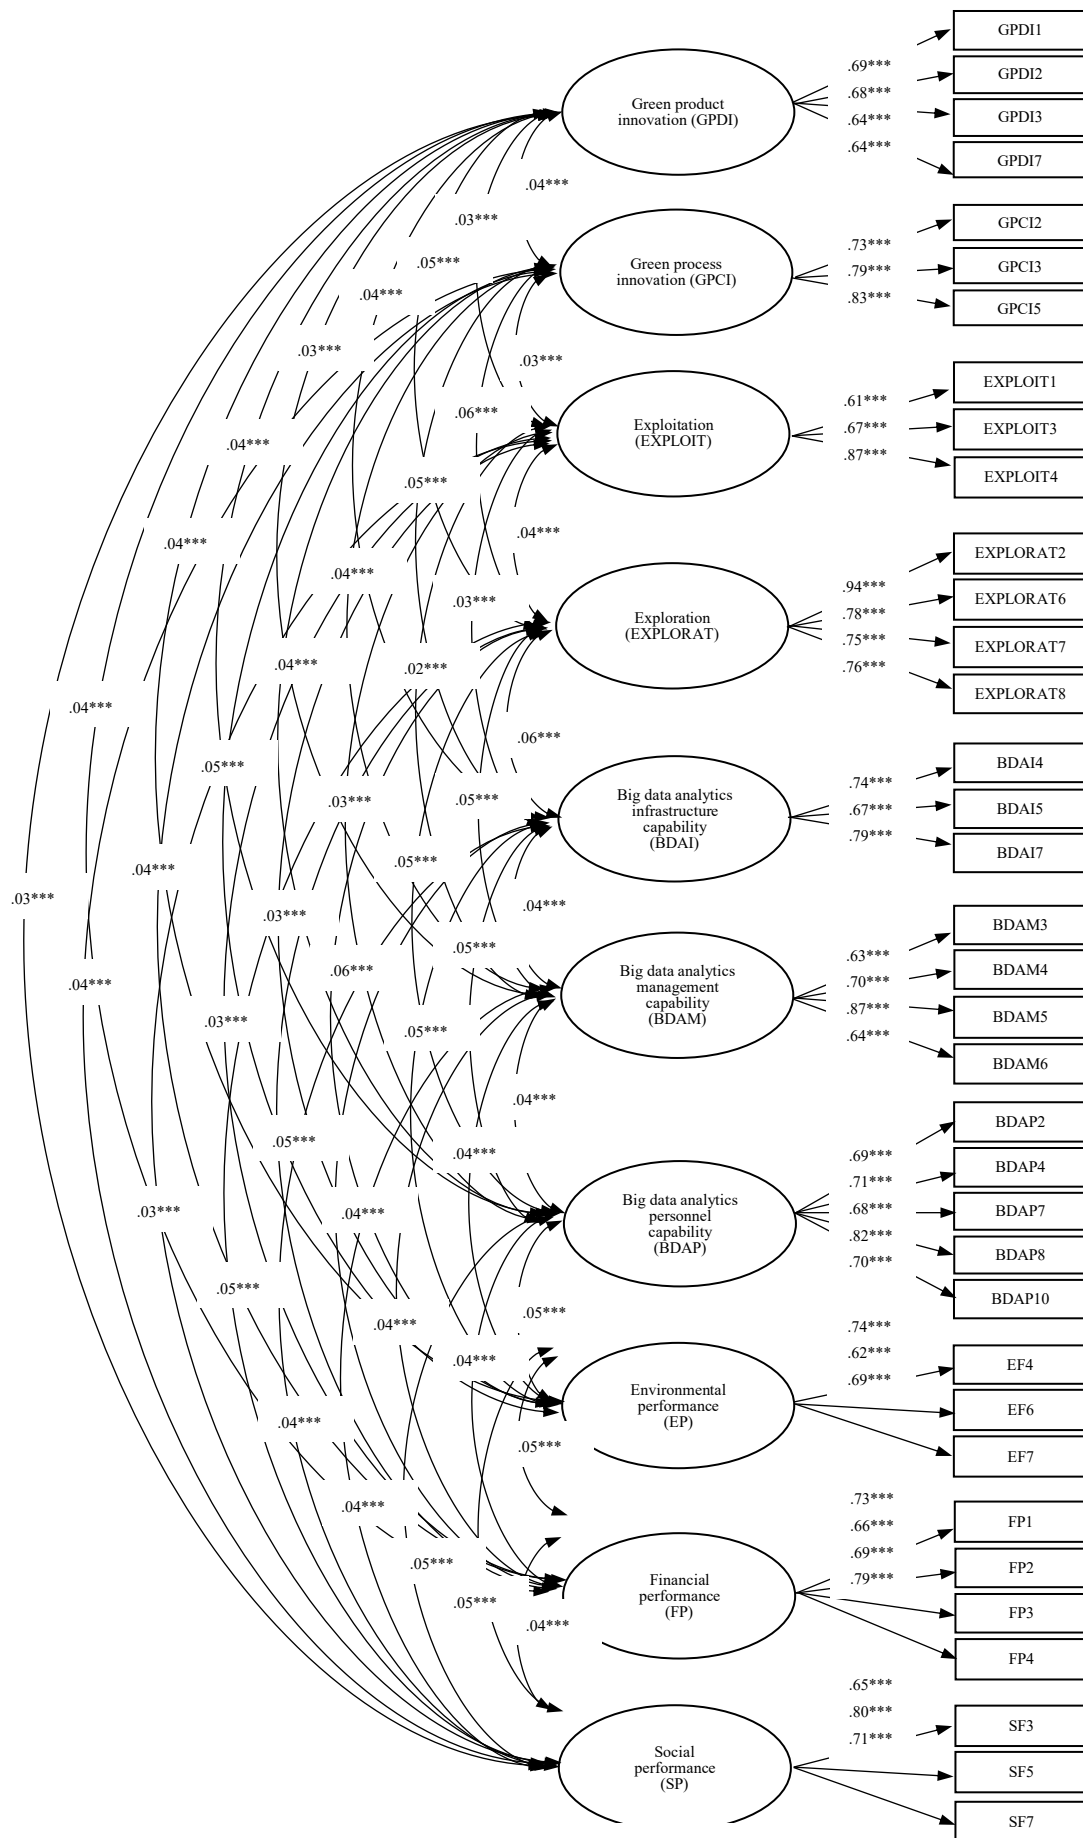 GPDI1
.69***
GPDI2
.68***
Green product
innovation (GPDI)
GPDI3
.64***
.64***
GPDI7
.04***
.03***
GPCI2
.73***
.05***
Green process
innovation (GPCI)
GPCI3
.79***
.04***
.83***
GPCI5
.03***
.03***
EXPLOIT1
.61***
.06***
Exploitation
(EXPLOIT)
EXPLOIT3
.67***
.04***
.87***
EXPLOIT4
.05***
.04***
.04***
EXPLORAT2
.04***
.94***
.03***
EXPLORAT6
.78***
Exploration
(EXPLORAT)
EXPLORAT7
.75***
.04***
.02***
.76***
EXPLORAT8
.04***
.06***
.05***
BDAI4
.74***
.03***
.05***
Big data analytics
infrastructure
capability
(BDAI)
BDAI5
.67***
.79***
BDAI7
.04***
.05***
.03***
.03***
.04***
BDAM3
.63***
.05***
BDAM4
.04***
.06***
Big data analytics
management
capability
(BDAM)
.70***
.87***
BDAM5
.03***
.05***
.64***
BDAM6
.04***
BDAP2
.05***
.04***
.69***
BDAP4
.71***
.03***
.04***
Big data analytics
personnel
capability
(BDAP)
.68***
BDAP7
.82***
BDAP8
.70***
BDAP10
.05***
.05***
.04***
.74***
.62***
EF4
.04***
.69***
Environmental
performance
(EP)
EF6
.04***
.05***
EF7
.04***
.73***
FP1
.66***
.05***
.69***
FP2
.79***
Financial
performance
(FP)
.05***
.04***
FP3
FP4
.65***
.80***
SF3
.71***
Social
performance
(SP)
SF5
SF7